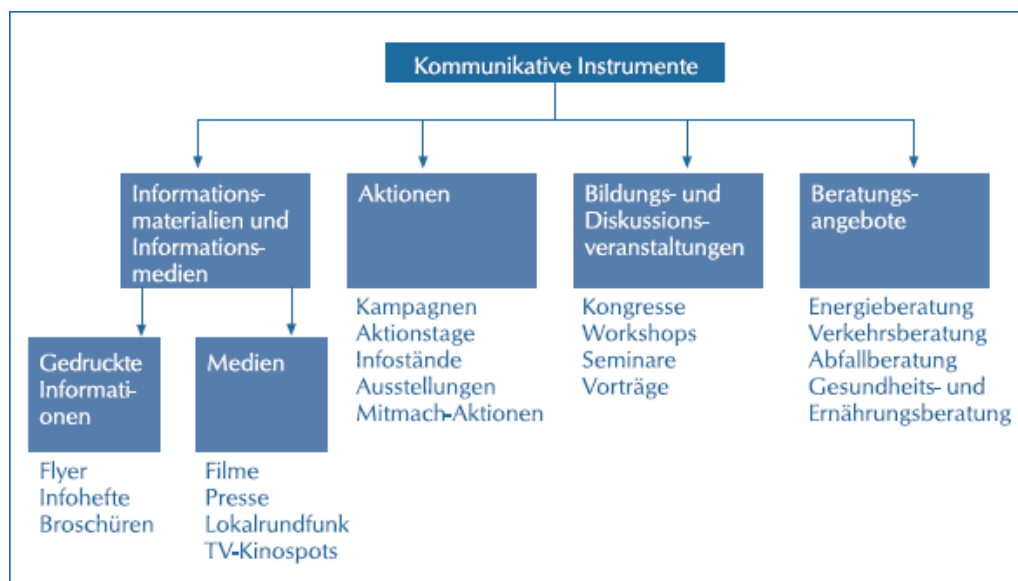 Kommunikative Instrumente
Informations-
materialien und
Informations-
medien
Gedruckte
Informati-
onen
Flyer
Infohefte
Broschüren
Medien
Filme
Presse
Lokalrundfunk
TV-Kinospots
Aktionen
Kampagnen
Aktionstage
Infostände
Ausstellungen
Mitmach-Aktionen
Bildungs- und
Diskussions-
veranstaltungen
Kongresse
Workshops
Seminare
Vorträge
Beratungs-
angebote
Energieberatung
Verkehrsberatung
Abfallberatung
Gesundheits- und
Ernährungsberatung